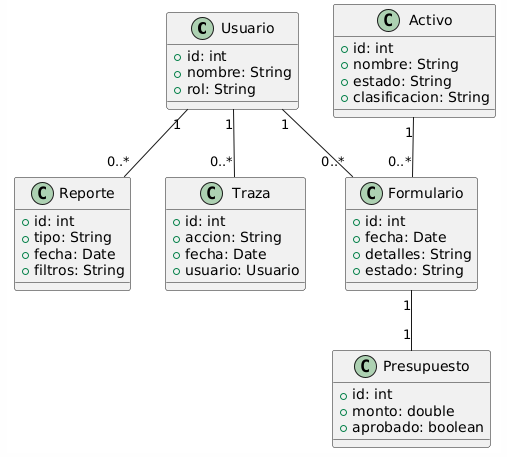 C Usuario
id: int
nombre: String
rol: String
C Activo
id: int
nombre: String
estado: String
clasificacion: String
1
1
1
1
0..*
0..*
0..*
0..*
C Reporte
id: int
tipo: String
fecha: Date
filtros: String
C Traza
id: int
accion: String
fecha: Date
usuario: Usuario
C Formulario
id: int
fecha: Date
detalles: String
estado: String
1
1
C Presupuesto
id: int
monto: double
aprobado: boolean